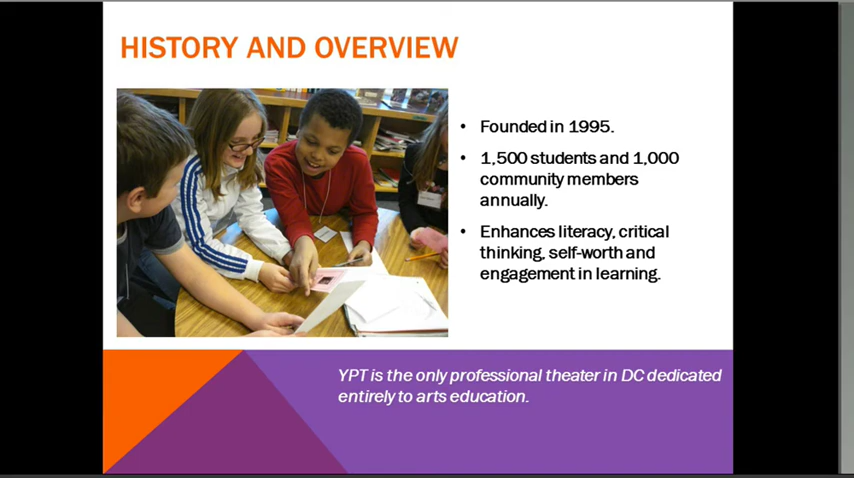 HISTORY AND OVERVIEW
• Founded in 1995.
• 1,500 students and 1,000
community members
annually.
• Enhances literacy, critical
thinking, self-worth and
engagement in learning.
YPT is the only professional theater in DC dedicated
entirely to arts education.